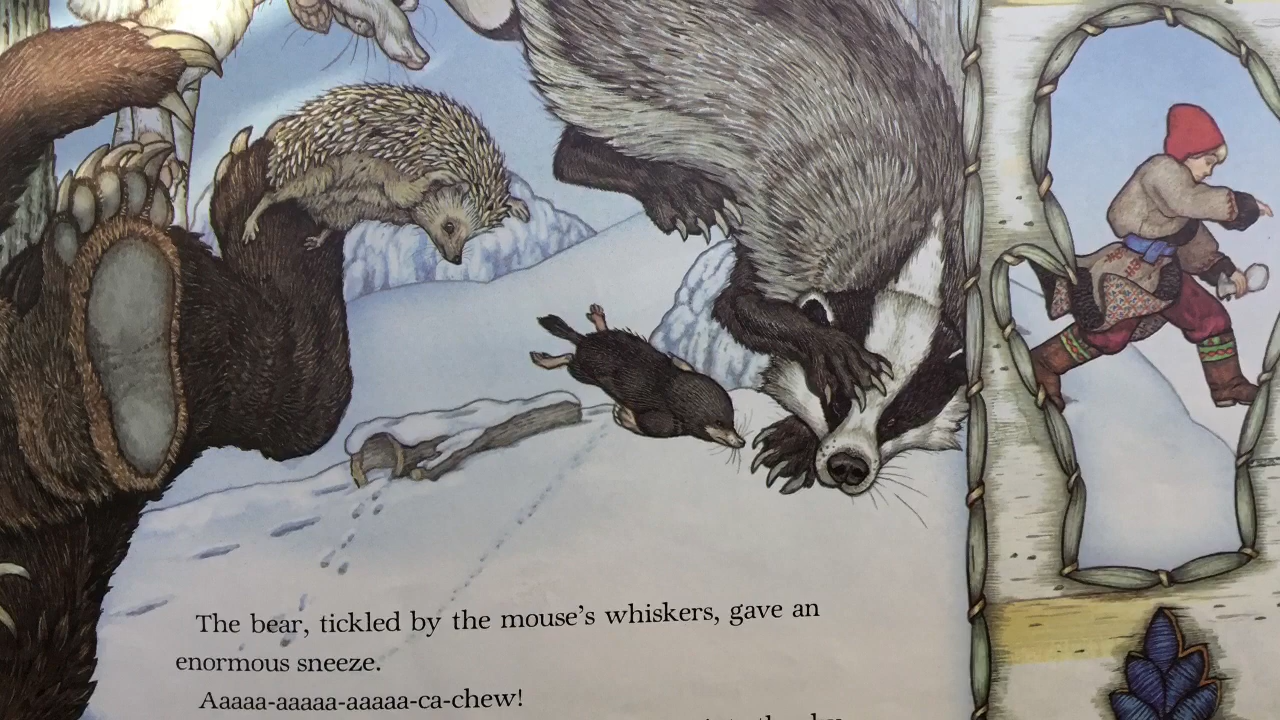 The bear, tickled by the mouse's whiskers, gave an
enormous sneeze.
Aaaaa-aaaaa-aaaaa-ca-chew!